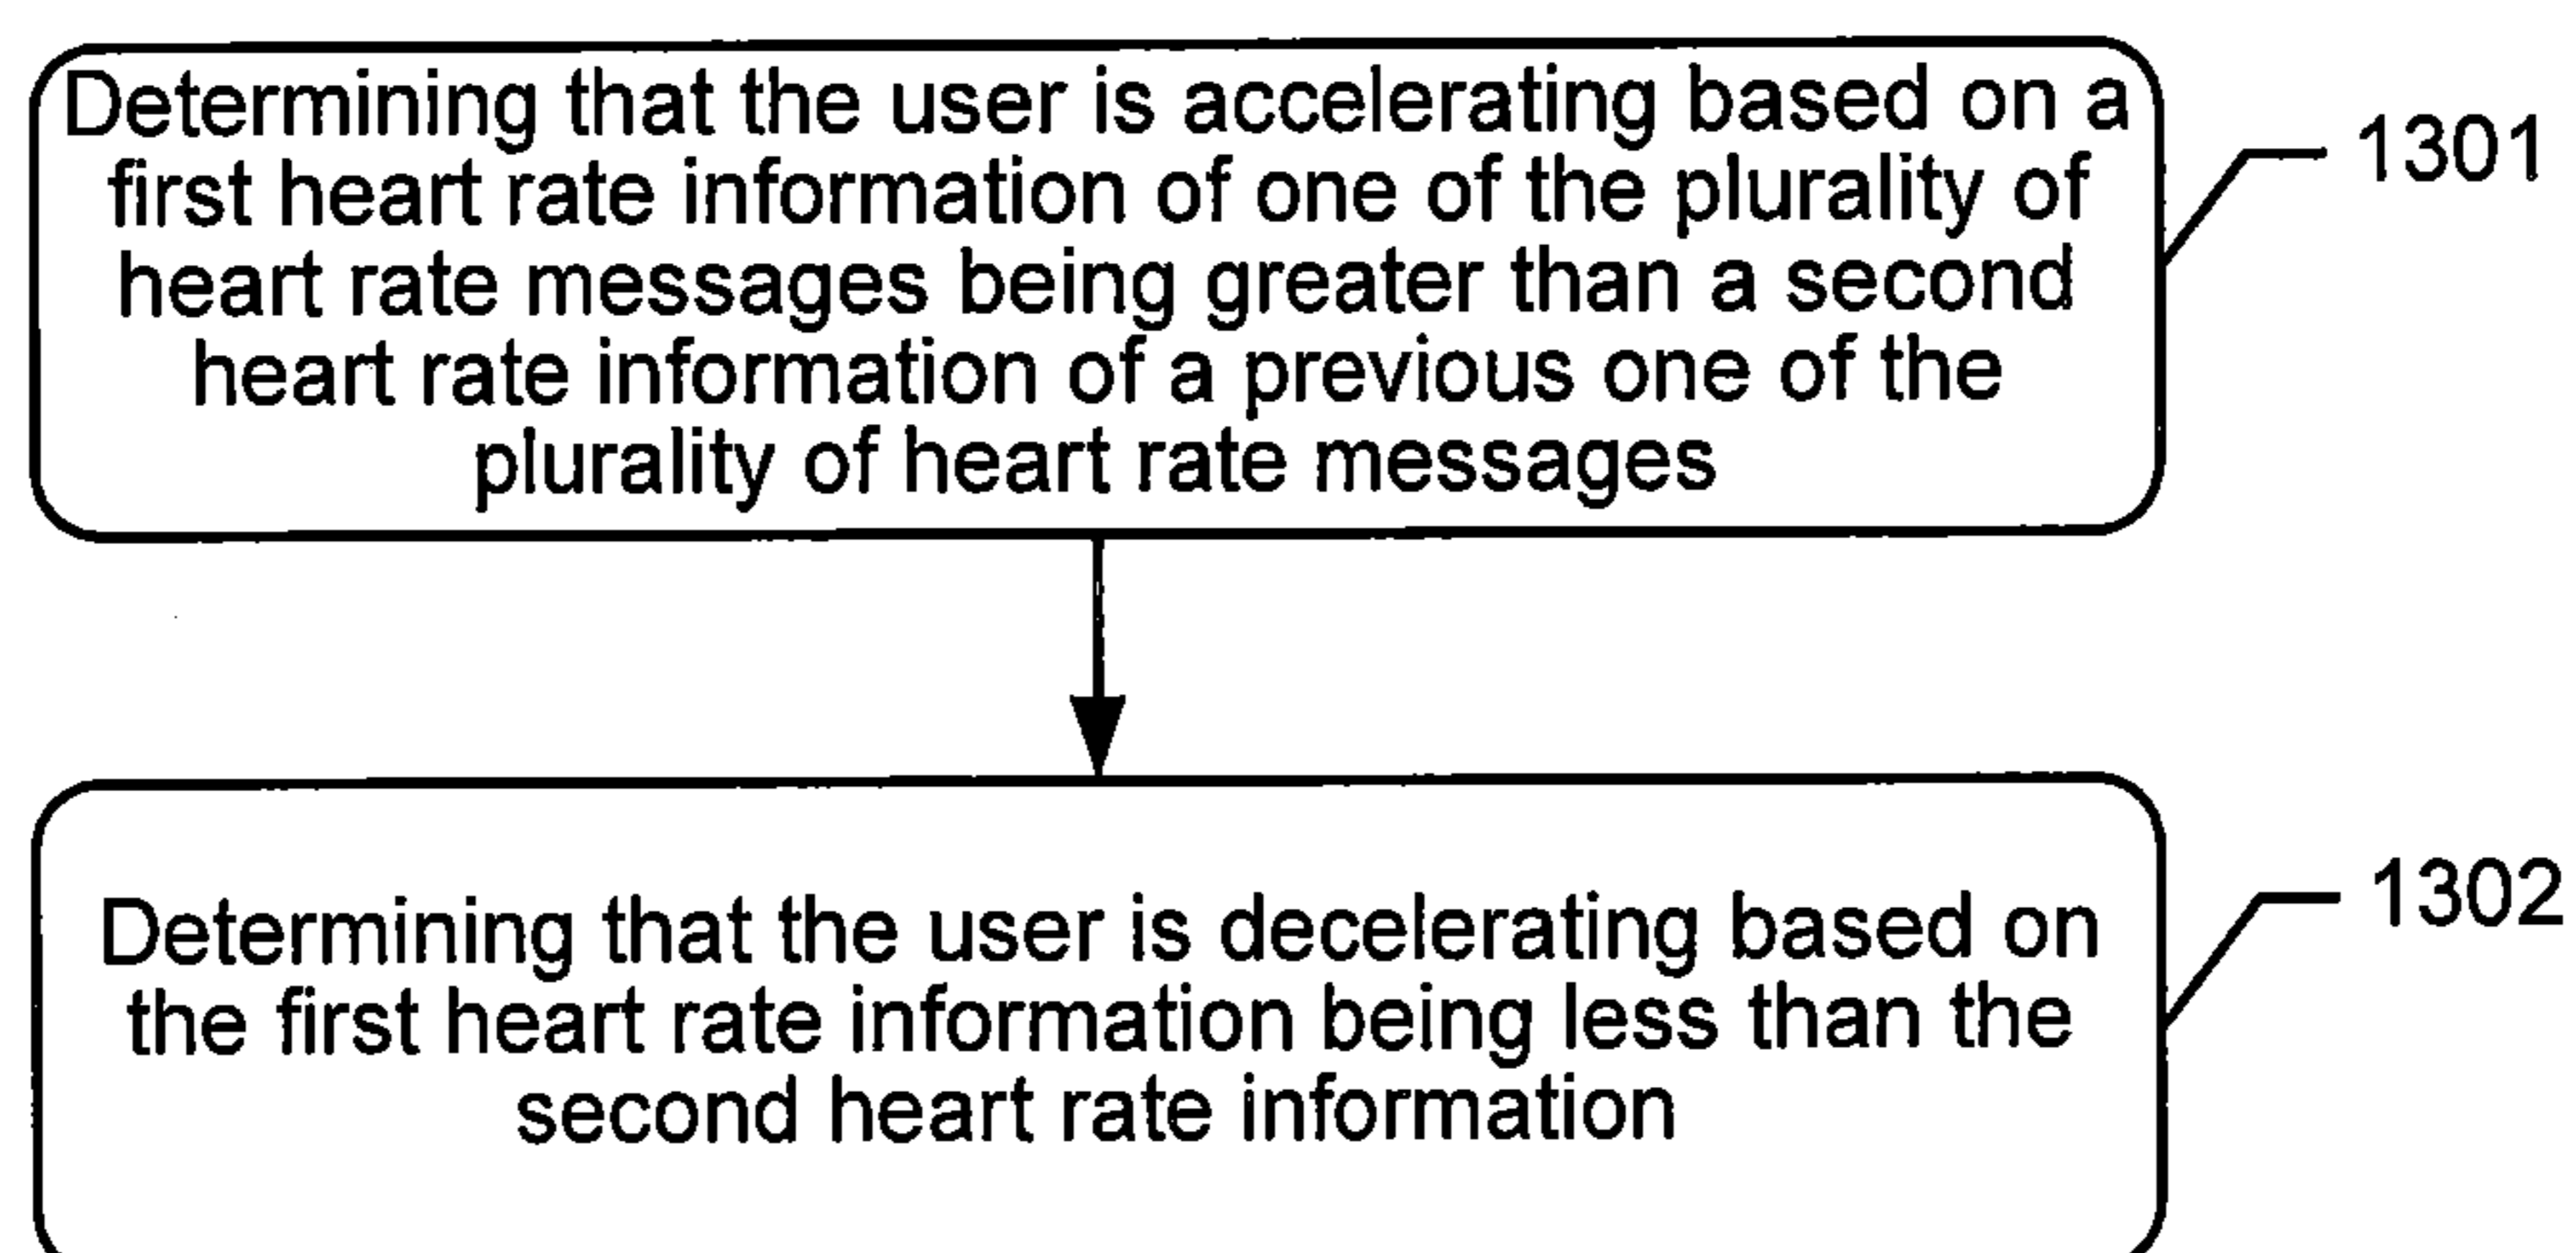 Determining that the user is accelerating based on a
first heart rate information of one of the plurality of
heart rate messages being greater than a second
heart rate information of a previous one of the
plurality of heart rate messages
1301
Determining that the user is decelerating based on
the first heart rate information being less than the
second heart rate information
1302